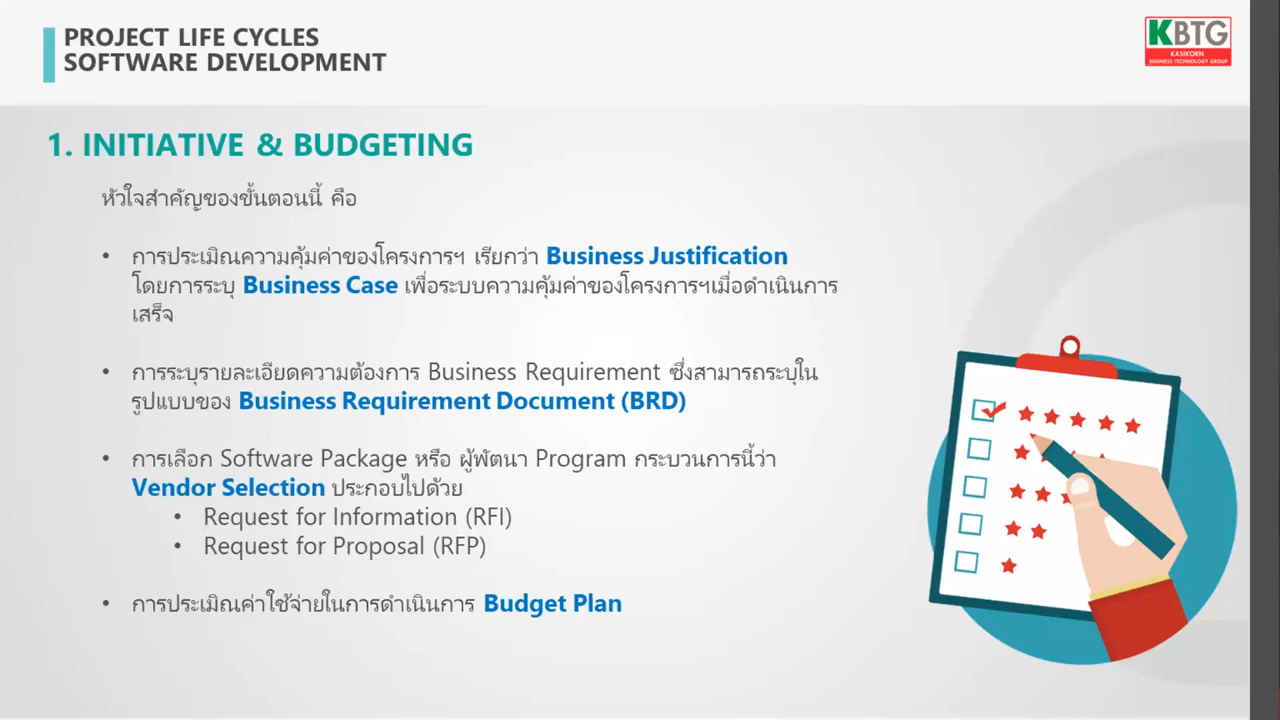 PROJECT LIFE CYCLES
SOFTWARE DEVELOPMENT
KBTG
KASIKORN
BUSINESS-TECHNOLOGY GROUP
1. INITIATIVE & BUDGETING
หัวใจสำคัญของขั้นตอนนี้ คือ
• การประเมิณความคุ้มค่าของโครงการฯ เรียกว่า Business Justification
โดยการระบุ Business Case เพื่อระบบความคุ้มค่าของโครงการฯเมื่อดำเนินการ
เสร็จ
• การระบุรายละเอียดความต้องการ Business Requirement ซึ่งสามารถระบุใน
รูปแบบของ Business Requirement Document (BRD)
• การเลือก Software Package หรือ ผู้พัตนา Program กระบวนการนี้ว่า
Vendor Selection ประกอบไปด้วย
• Request for Information (RFI)
• Request for Proposal (RFP)
• การประเมิณค่าใช้จ่ายในการดำเนินการ Budget Plan